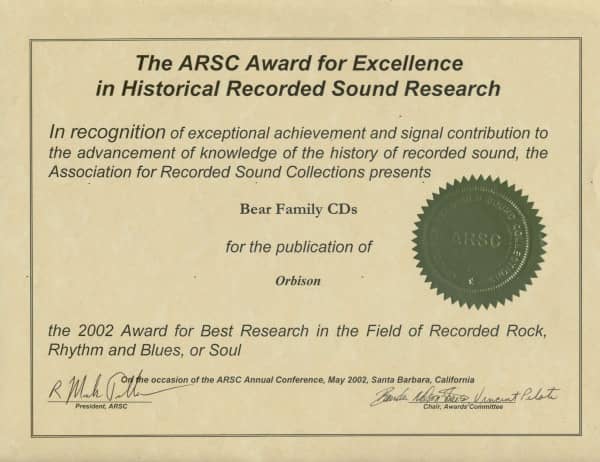 The ARSC Award for Excellence
in Historical Recorded Sound Research
In recognition of exceptional achievement and signal contribution to
the advancement of knowledge of the history of recorded sound, the
Association for Recorded Sound Collections presents
Bear Family CDs
for the publication of
Orbison
ARSC
the 2002 Award for Best Research in the Field of Recorded Rock,
Rhythm and Blues, or Soul
On the occasion of the ARSC Annual Conference, May 2002, Santa Barbara, California
Vincent Pelote
President, ARSC
Chair, Awards Committee